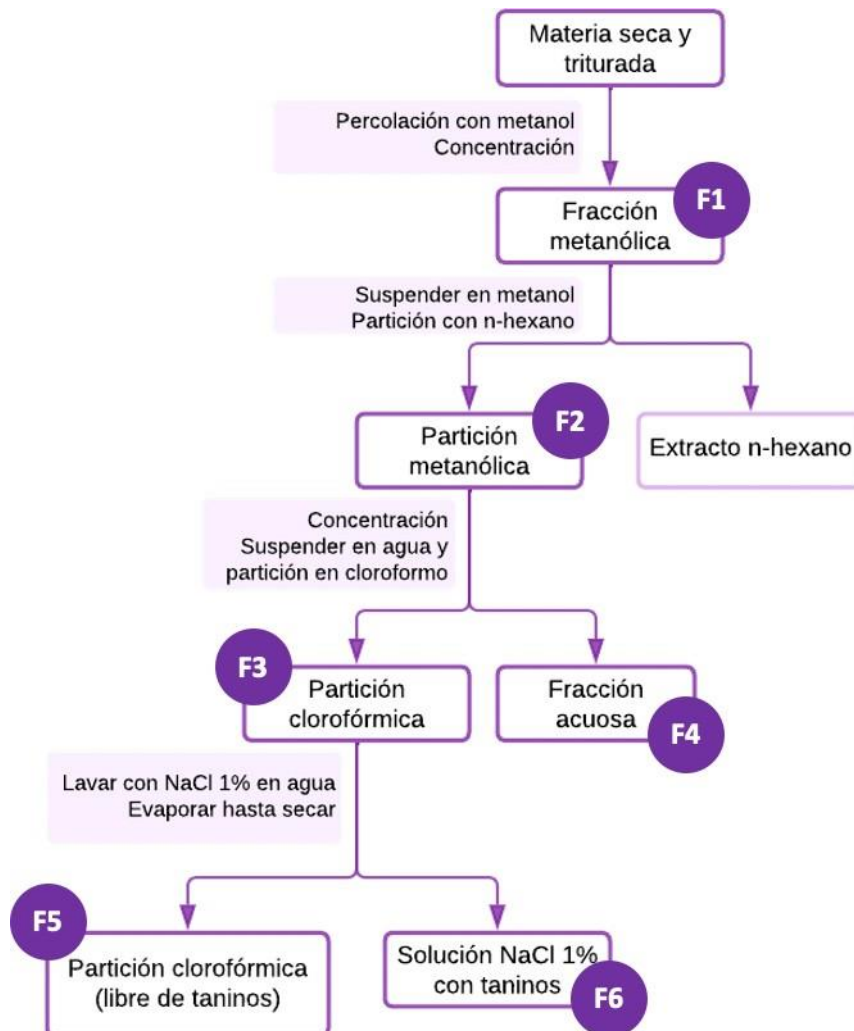 Materia seca y
triturada
Percolación con metanol
Concentración
F1
Fracción
metanólica
Suspender en metanol
Partición con n-hexano
F2
Partición
metanólica
Extracto n-hexano
Concentración
Suspender en agua y
partición en cloroformo
F3
Partición
clorofórmica
Fracción
acuosa
F4
Lavar con NaCl 1% en agua
Evaporar hasta secar
F5
Partición clorofórmica
(libre de taninos)
Solución NaCl 1%
con taninos
F6